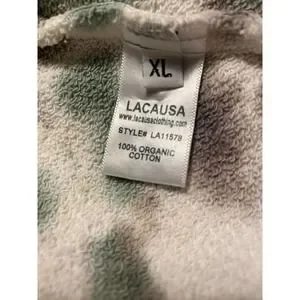 XL
LACAUSA
www.lacausaclothing.com
STYLE# LA11578
100% ORGANIC
COTTON